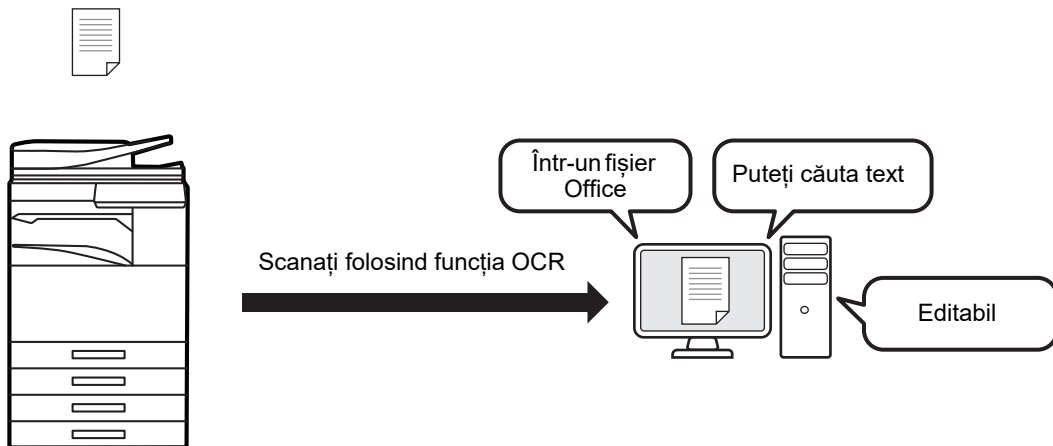 Într-un fișier
Office
Puteți căuta text
Scanați folosind funcția OCR
Editabil